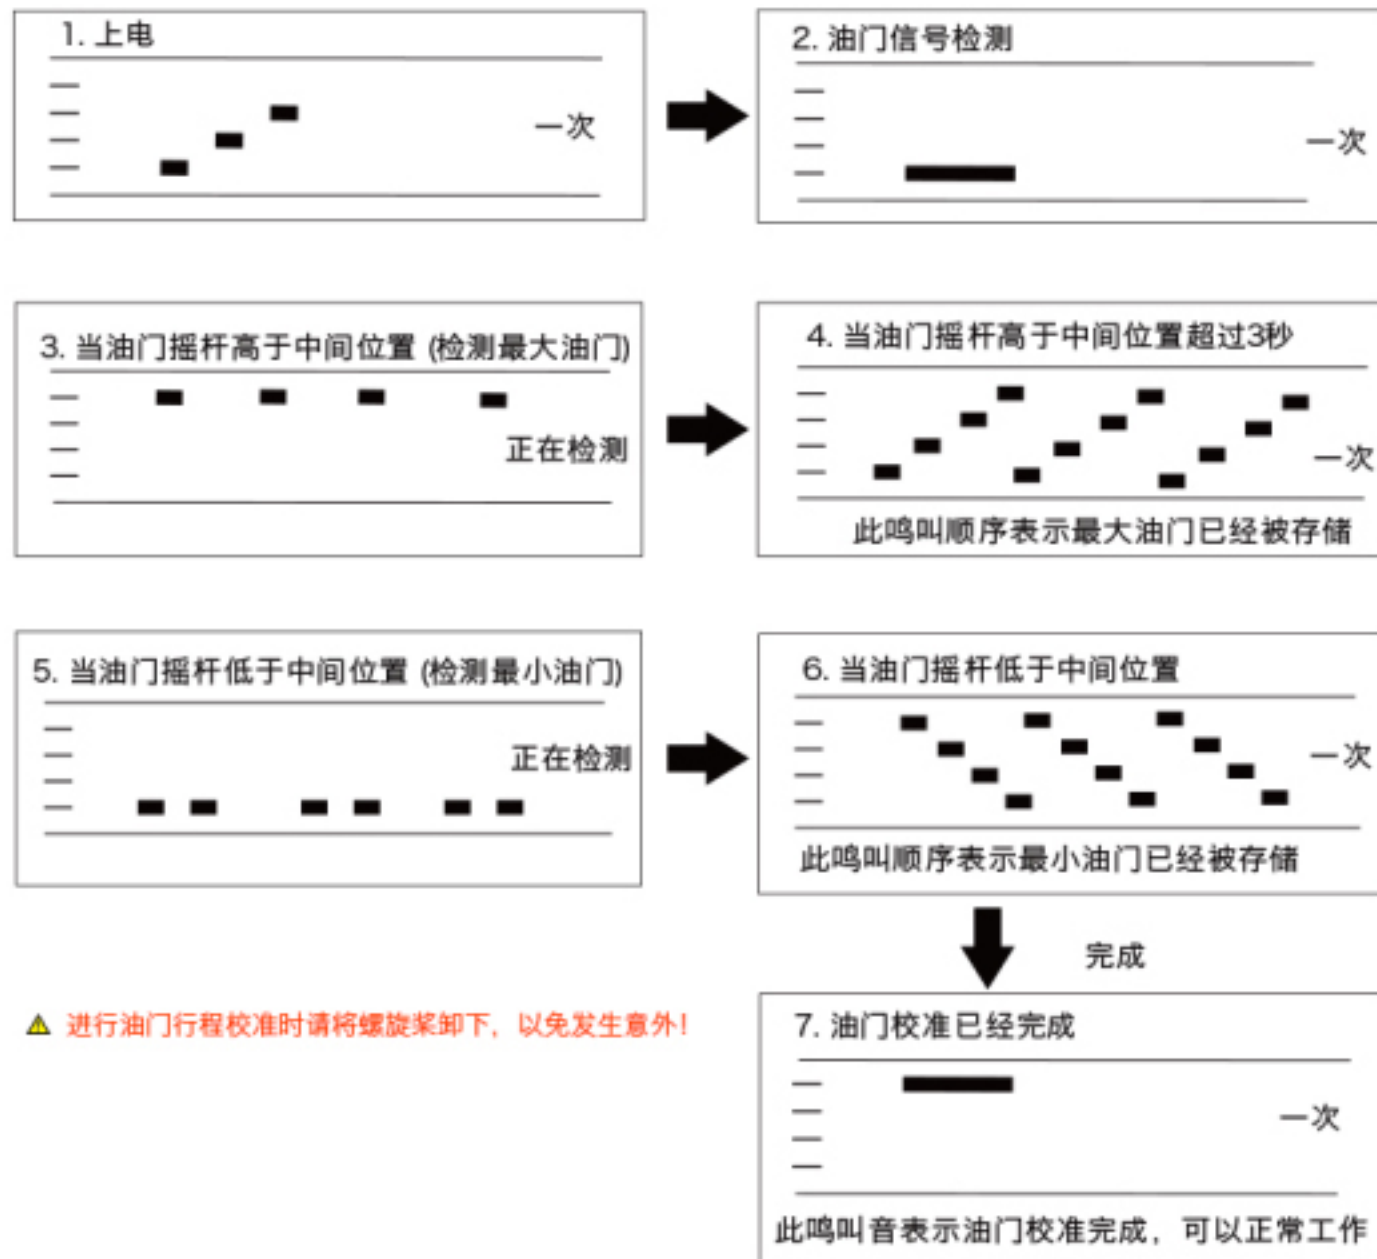 1. 上电
一次
2. 油门信号检测
一次
3. 当油门摇杆高于中间位置 (检测最大油门)
正在检测
4. 当油门摇杆高于中间位置超过3秒
一次
此鸣叫顺序表示最大油门已经被存储
5. 当油门摇杆低于中间位置 (检测最小油门)
正在检测
6. 当油门摇杆低于中间位置
一次
此鸣叫顺序表示最小油门已经被存储
完成
进行油门行程校准时请将螺旋桨卸下，以免发生意外！
7. 油门校准已经完成
一次
此鸣叫音表示油门校准完成，可以正常工作